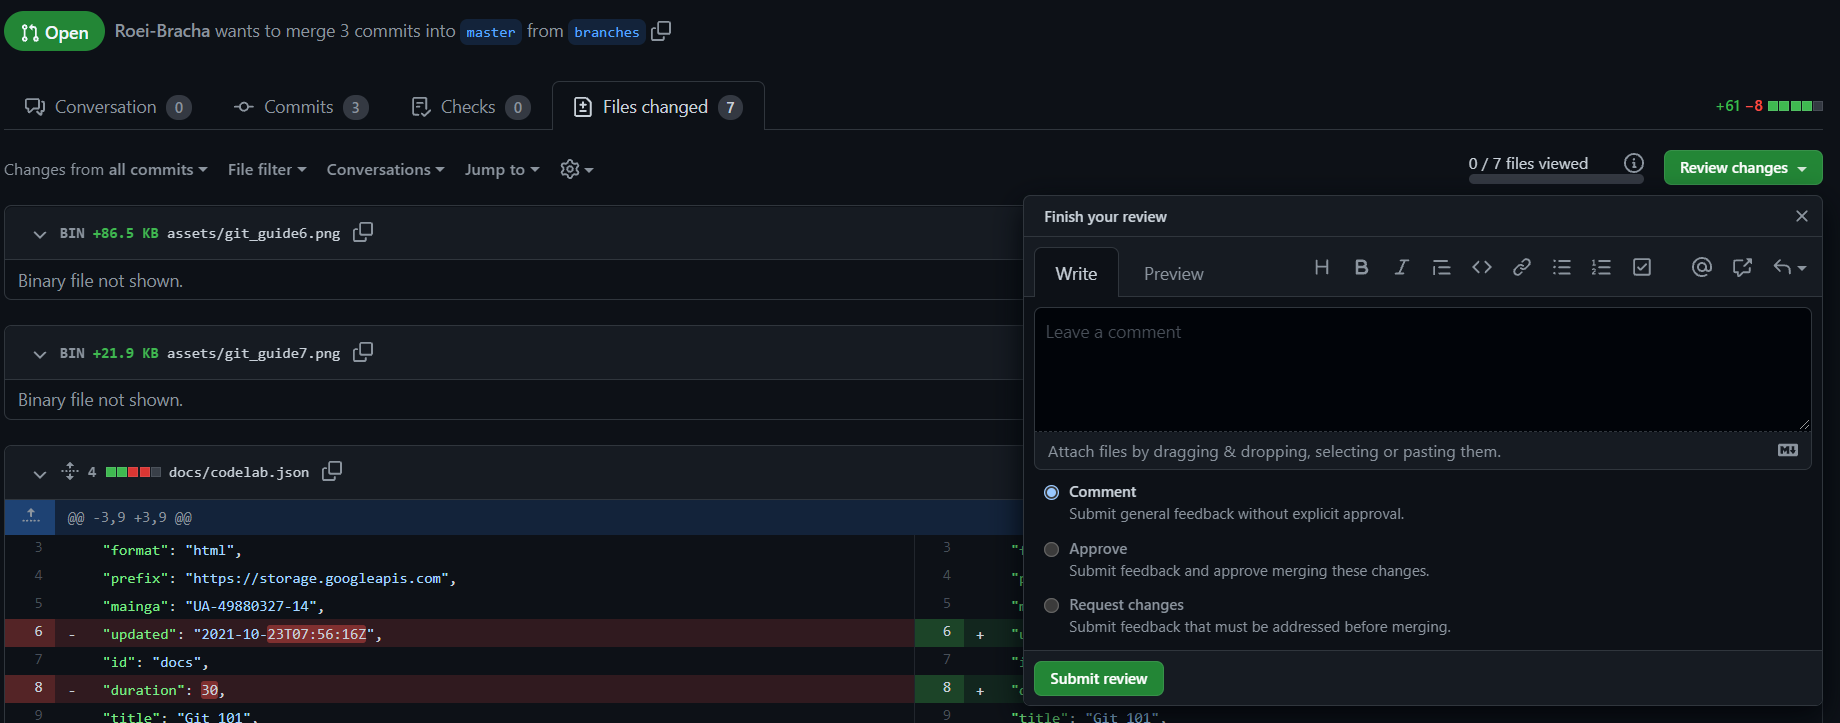 Open Roei-Bracha wants to merge 3 commits into master from branches
Conversation 0 Commits 3 Checks 0 Files changed 7 +61 −8
Changes from all commits File filter Conversations Jump to 0 / 7 files viewed Review changes
BIN +86.5 KB assets/git_guide6.png
Binary file not shown.
BIN +21.9 KB assets/git_guide7.png
Binary file not shown.
4 docs/codelab.json
@@ -3,9 +3,9 @@
3 "format": "html",
4 "prefix": "https://storage.googleapis.com",
5 "mainga": "UA-49880327-14",
6 - "updated": "2021-10-23T07:56:16Z",
7 "id": "docs",
8 - "duration": 30,
9 "title": "Git 101",
3
4
5
6 +
7
8 +
9 "title": "Git 101",
Finish your review
Write Preview
Leave a comment
Attach files by dragging & dropping, selecting or pasting them.
Comment
Submit general feedback without explicit approval.
Approve
Submit feedback and approve merging these changes.
Request changes
Submit feedback that must be addressed before merging.
Submit review